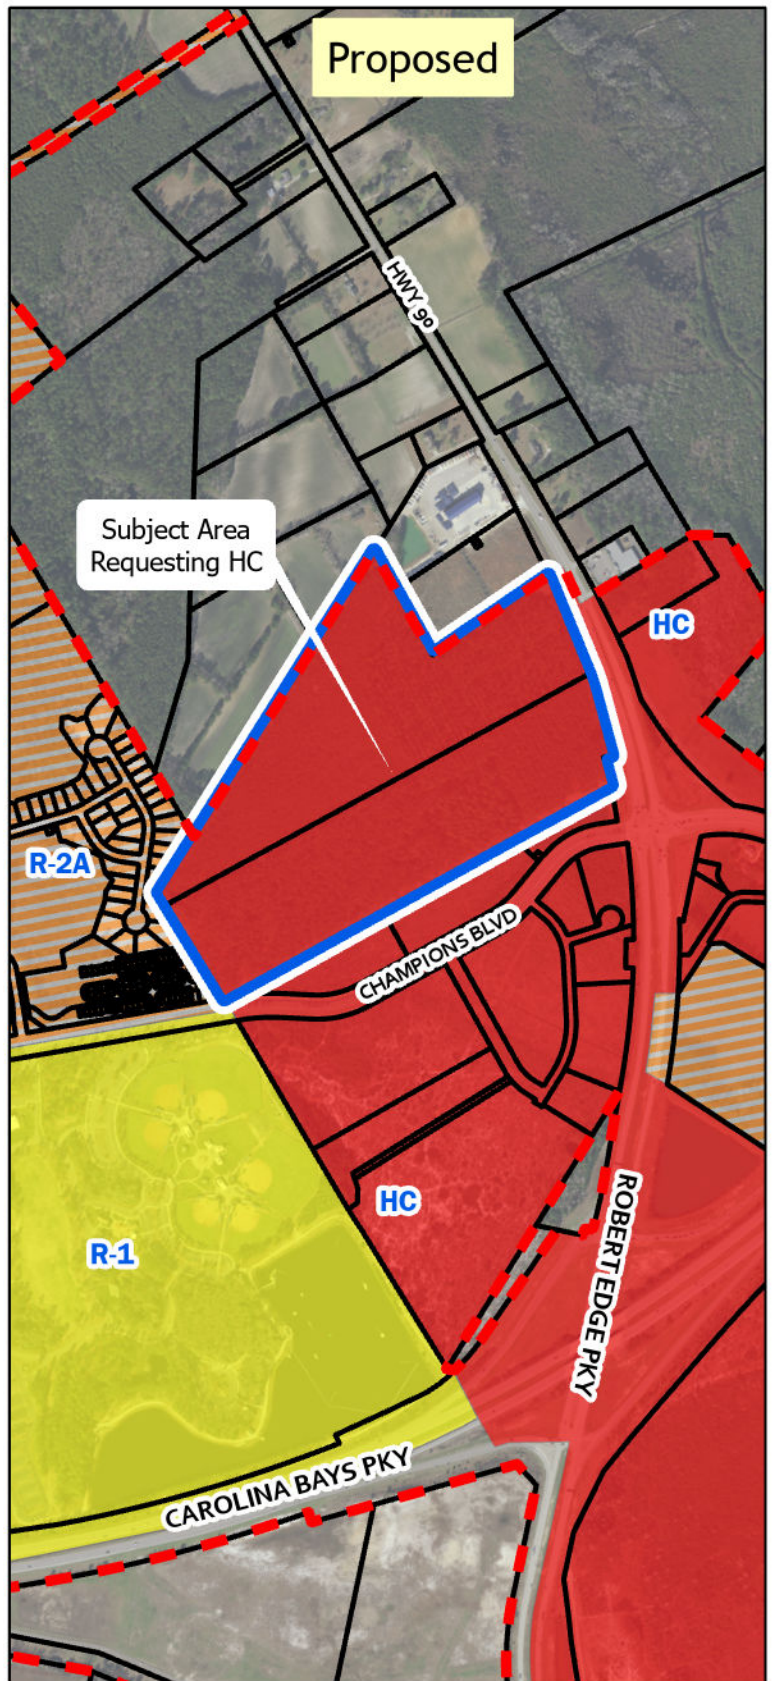 Proposed
HWY 90
Subject Area
Requesting HC
HC
R-2A
CHAMPIONS BLVD
HC
ROBERT EDGE PKY
R-1
CAROLINA BAYS PKY